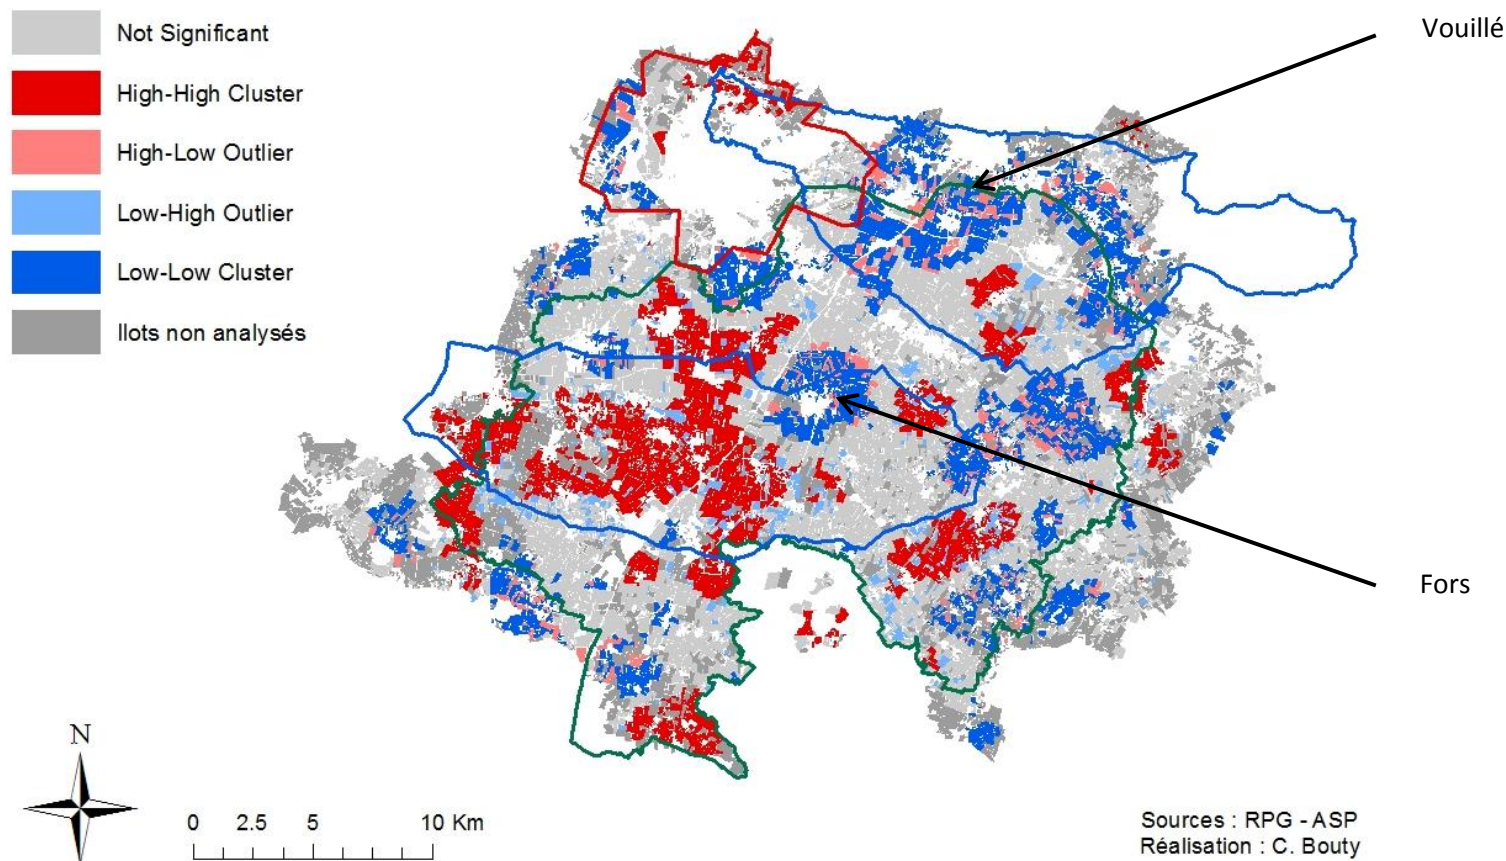 Not Significant
High-High Cluster
High-Low Outlier
Low-High Outlier
Low-Low Cluster
Ilots non analysés
Vouillé
Fors
N
0 2.5 5 10 Km
Sources : RPG - ASP
Réalisation : C. Bouty